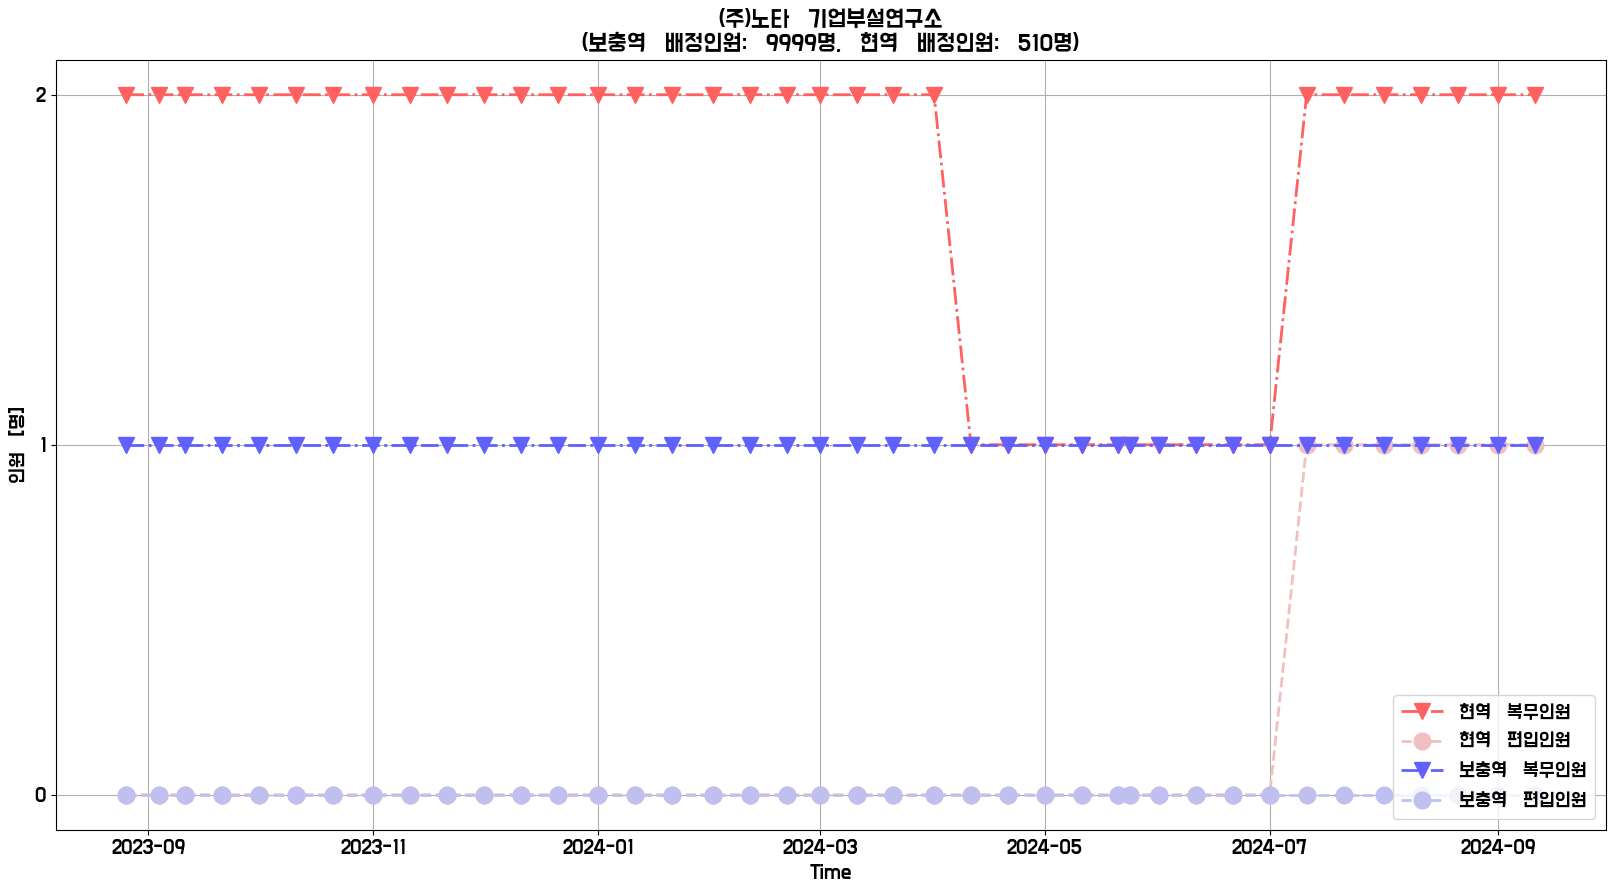 (주)노타 기업부설연구소
(보충역 배정인원: 9999명, 현역 배정인원: 510명)
인원 [명]
2
1
0
현역 복무인원
현역 편입인원
보충역 복무인원
보충역 편입인원
2023-09 2023-11 2024-01 2024-03 2024-05 2024-07 2024-09
Time